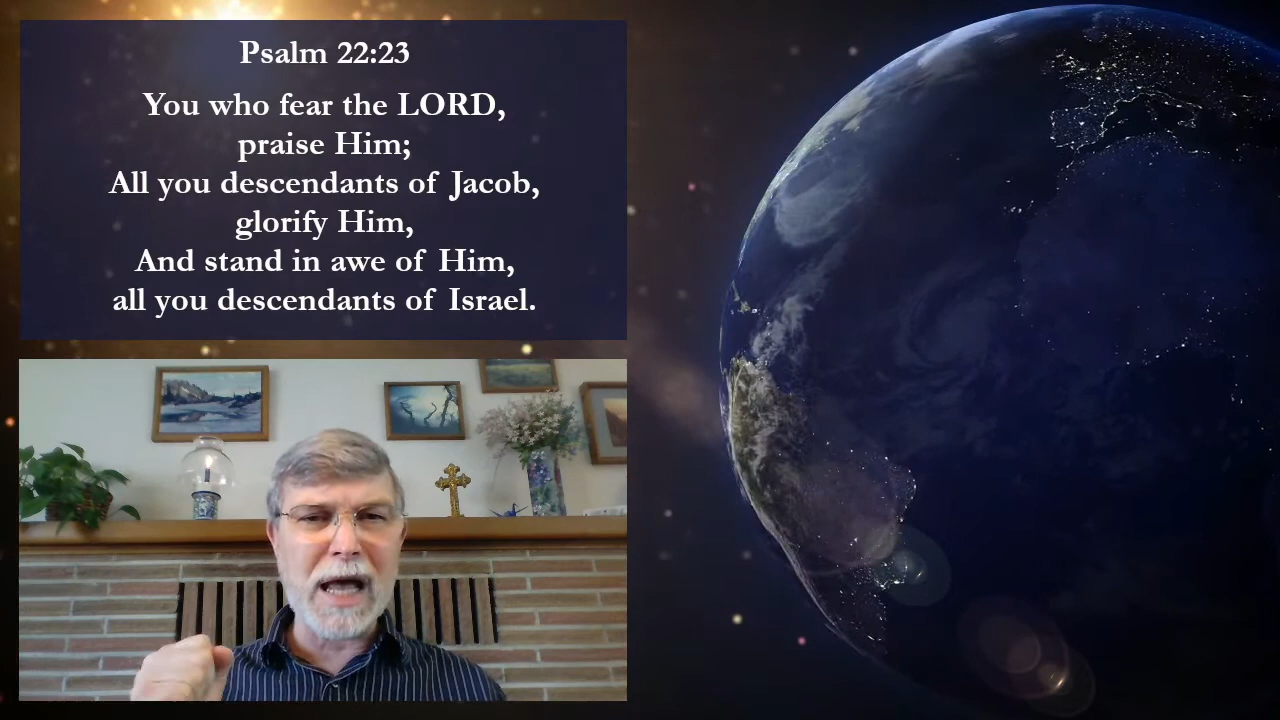 Psalm 22:23
You who fear the LORD,
praise Him;
All you descendants of Jacob,
glorify Him,
And stand in awe of Him,
all you descendants of Israel.